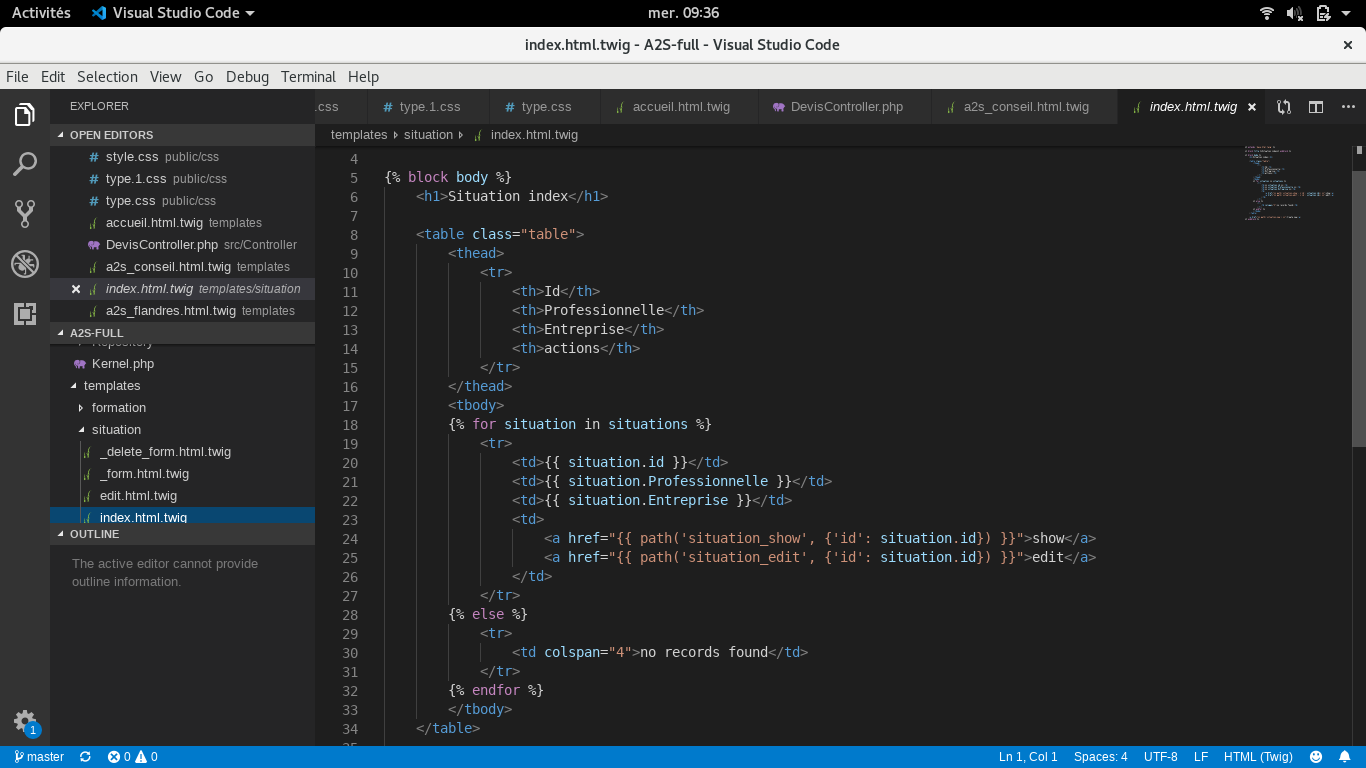 Activités Visual Studio Code mer. 09:36
index.html.twig - A2S-full - Visual Studio Code
File Edit Selection View Go Debug Terminal Help
EXPLORER
OPEN EDITORS
style.css public/css
type.1.css public/css
type.css public/css
accueil.html.twig templates
DevisController.php src/Controller
a2s_conseil.html.twig templates
index.html.twig templates/situation
a2s_flandres.html.twig templates
A2S-FULL
Repository
Kernel.php
templates
formation
situation
_delete_form.html.twig
_form.html.twig
edit.html.twig
index.html.twig
OUTLINE
The active editor cannot provide
outline information.
1
.css type.1.css type.css accueil.html.twig DevisController.php a2s_conseil.html.twig index.html.twig
templates situation index.html.twig
4
5 {% block body %}
6 <h1>Situation index</h1>
7
8 <table class="table">
9 <thead>
10 <tr>
11 <th>Id</th>
12 <th>Professionnelle</th>
13 <th>Entreprise</th>
14 <th>actions</th>
15 </tr>
16 </thead>
17 <tbody>
18 {% for situation in situations %}
19 <tr>
20 <td>{{ situation.id }}</td>
21 <td>{{ situation.Professionnelle }}</td>
22 <td>{{ situation.Entreprise }}</td>
23 <td>
24 <a href="{{ path('situation_show', {'id': situation.id}) }}">show</a>
25 <a href="{{ path('situation_edit', {'id': situation.id}) }}">edit</a>
26 </td>
27 </tr>
28 {% else %}
29 <tr>
30 <td colspan="4">no records found</td>
31 </tr>
32 {% endfor %}
33 </tbody>
34 </table>
35
master 0 0 Ln 1, Col 1 Spaces: 4 UTF-8 LF HTML (Twig)